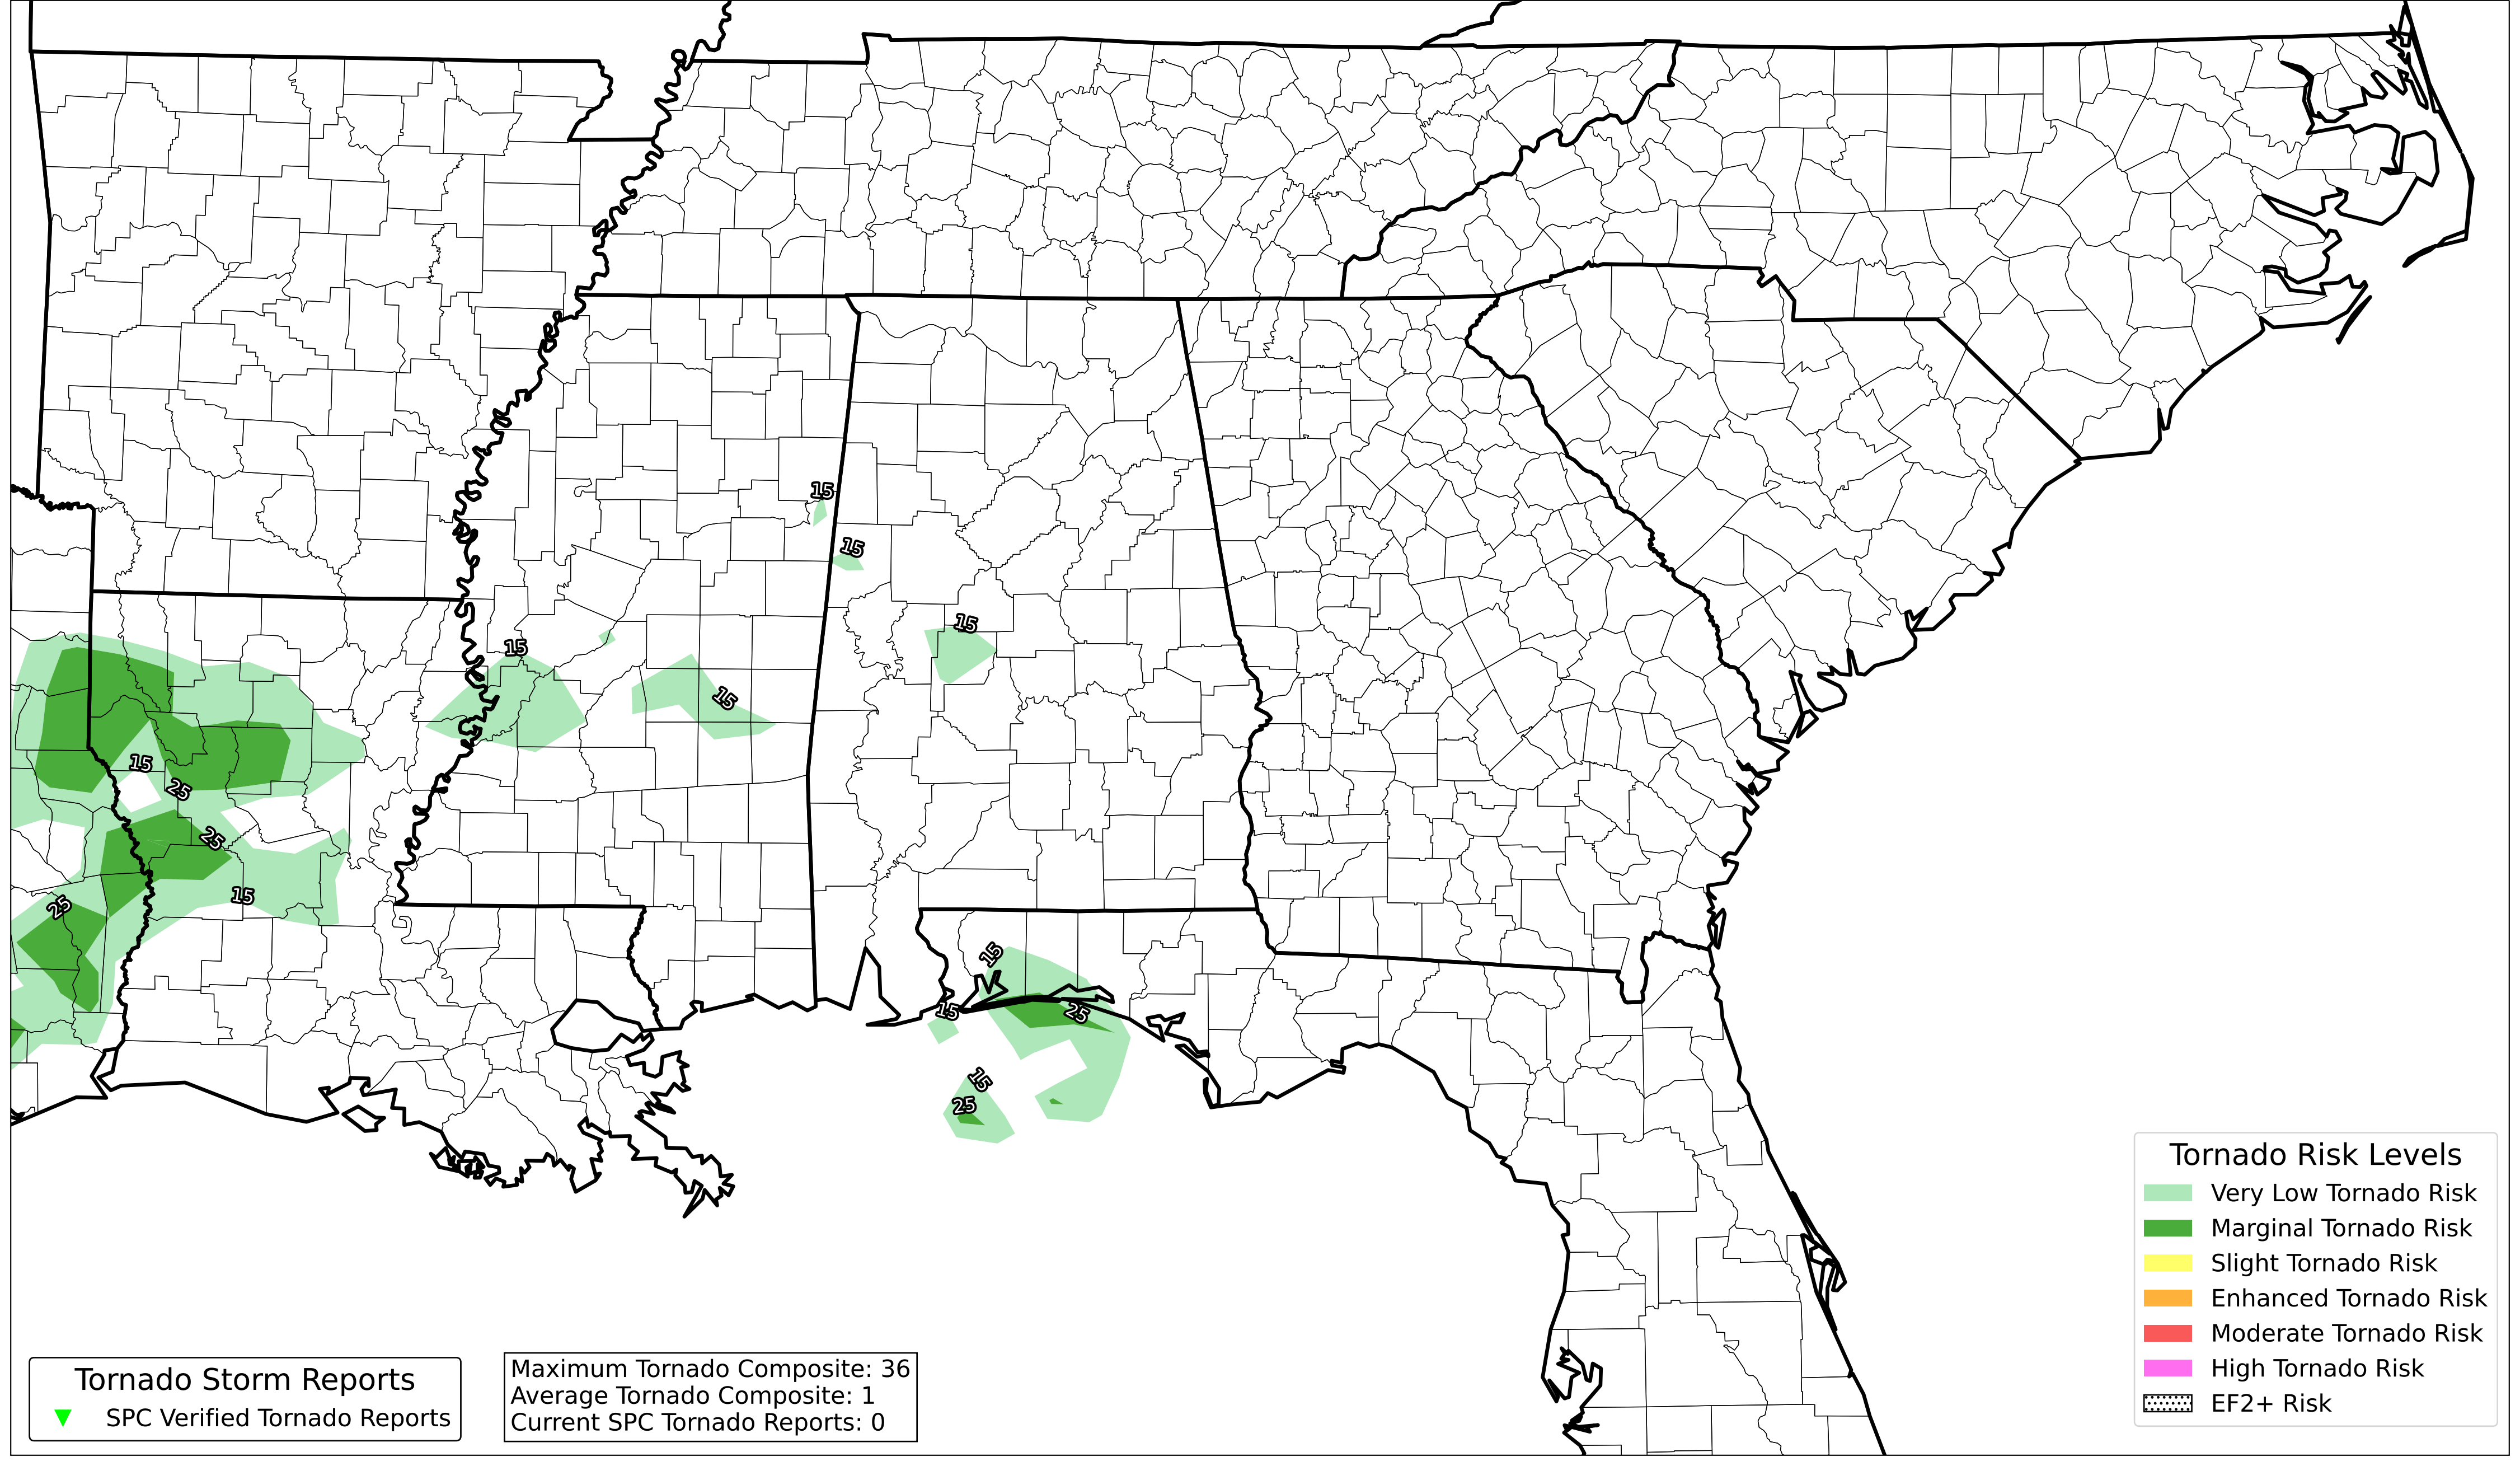 15
15
15
15
15
15
25
25
15
25
15
15
25
15
25
Tornado Risk Levels
Very Low Tornado Risk
Marginal Tornado Risk
Slight Tornado Risk
Enhanced Tornado Risk
Moderate Tornado Risk
High Tornado Risk
EF2+ Risk
Tornado Storm Reports
SPC Verified Tornado Reports
Maximum Tornado Composite: 36
Average Tornado Composite: 1
Current SPC Tornado Reports: 0